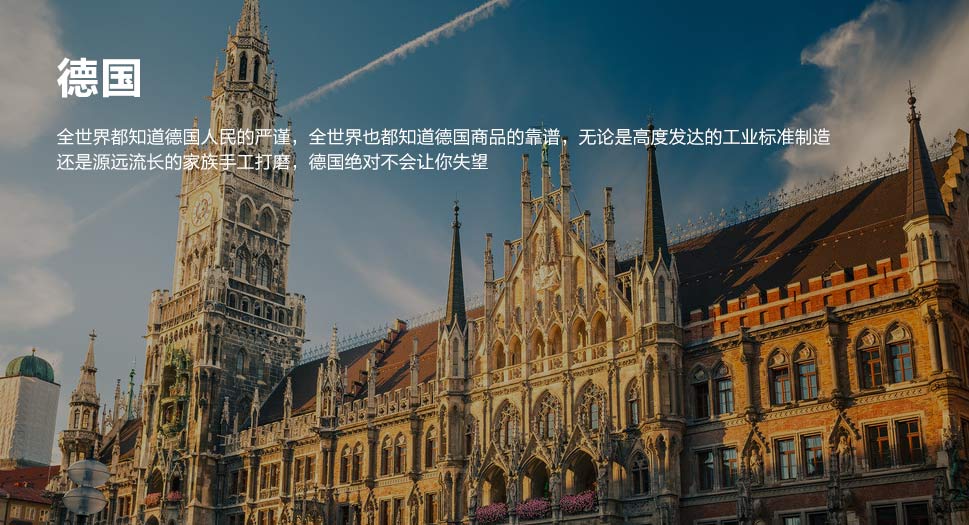 德国
全世界都知道德国人民的严谨，全世界也都知道德国商品的靠谱，无论是高度发达的工业标准制造
还是源远流长的家族手工打磨，德国绝对不会让你失望